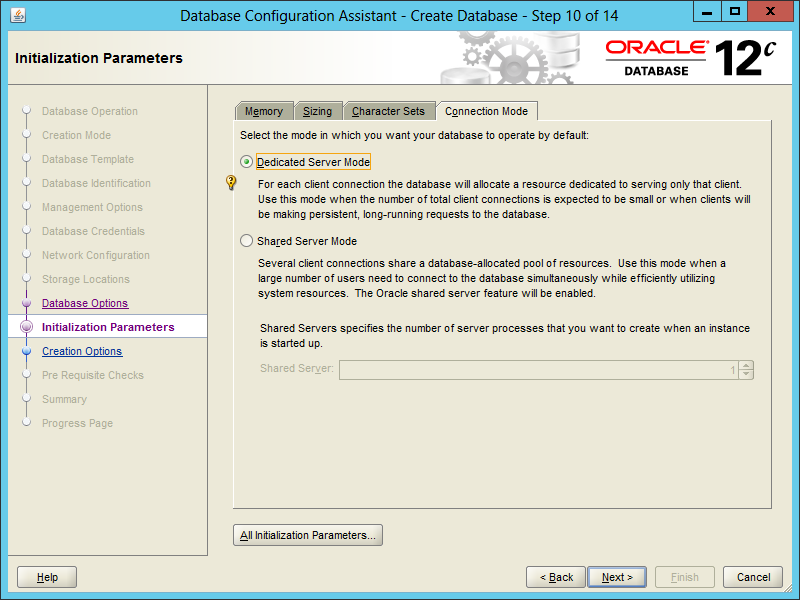 Database Configuration Assistant - Create Database - Step 10 of 14
Initialization Parameters
ORACLE®
DATABASE
12c
Database Operation
Creation Mode
Database Template
Database Identification
Management Options
Database Credentials
Network Configuration
Storage Locations
Database Options
Initialization Parameters
Creation Options
Pre Requisite Checks
Summary
Progress Page
Memory Sizing Character Sets Connection Mode
Select the mode in which you want your database to operate by default:
Dedicated Server Mode
For each client connection the database will allocate a resource dedicated to serving only that client.
Use this mode when the number of total client connections is expected to be small or when clients will
be making persistent, long-running requests to the database.
Shared Server Mode
Several client connections share a database-allocated pool of resources.  Use this mode when a
large number of users need to connect to the database simultaneously while efficiently utilizing
system resources.  The Oracle shared server feature will be enabled.
Shared Servers specifies the number of server processes that you want to create when an instance
is started up.
Shared Server: 1
All Initialization Parameters...
Help
< Back
Next >
Finish
Cancel